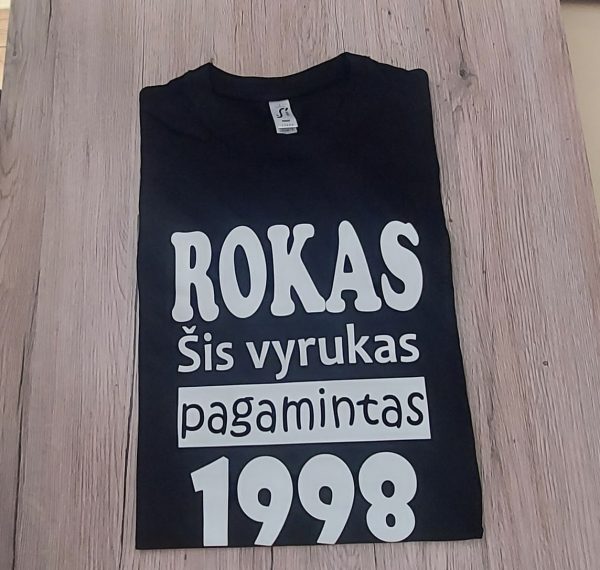 ROKAS
Šis vyrukas
pagamintas
1998